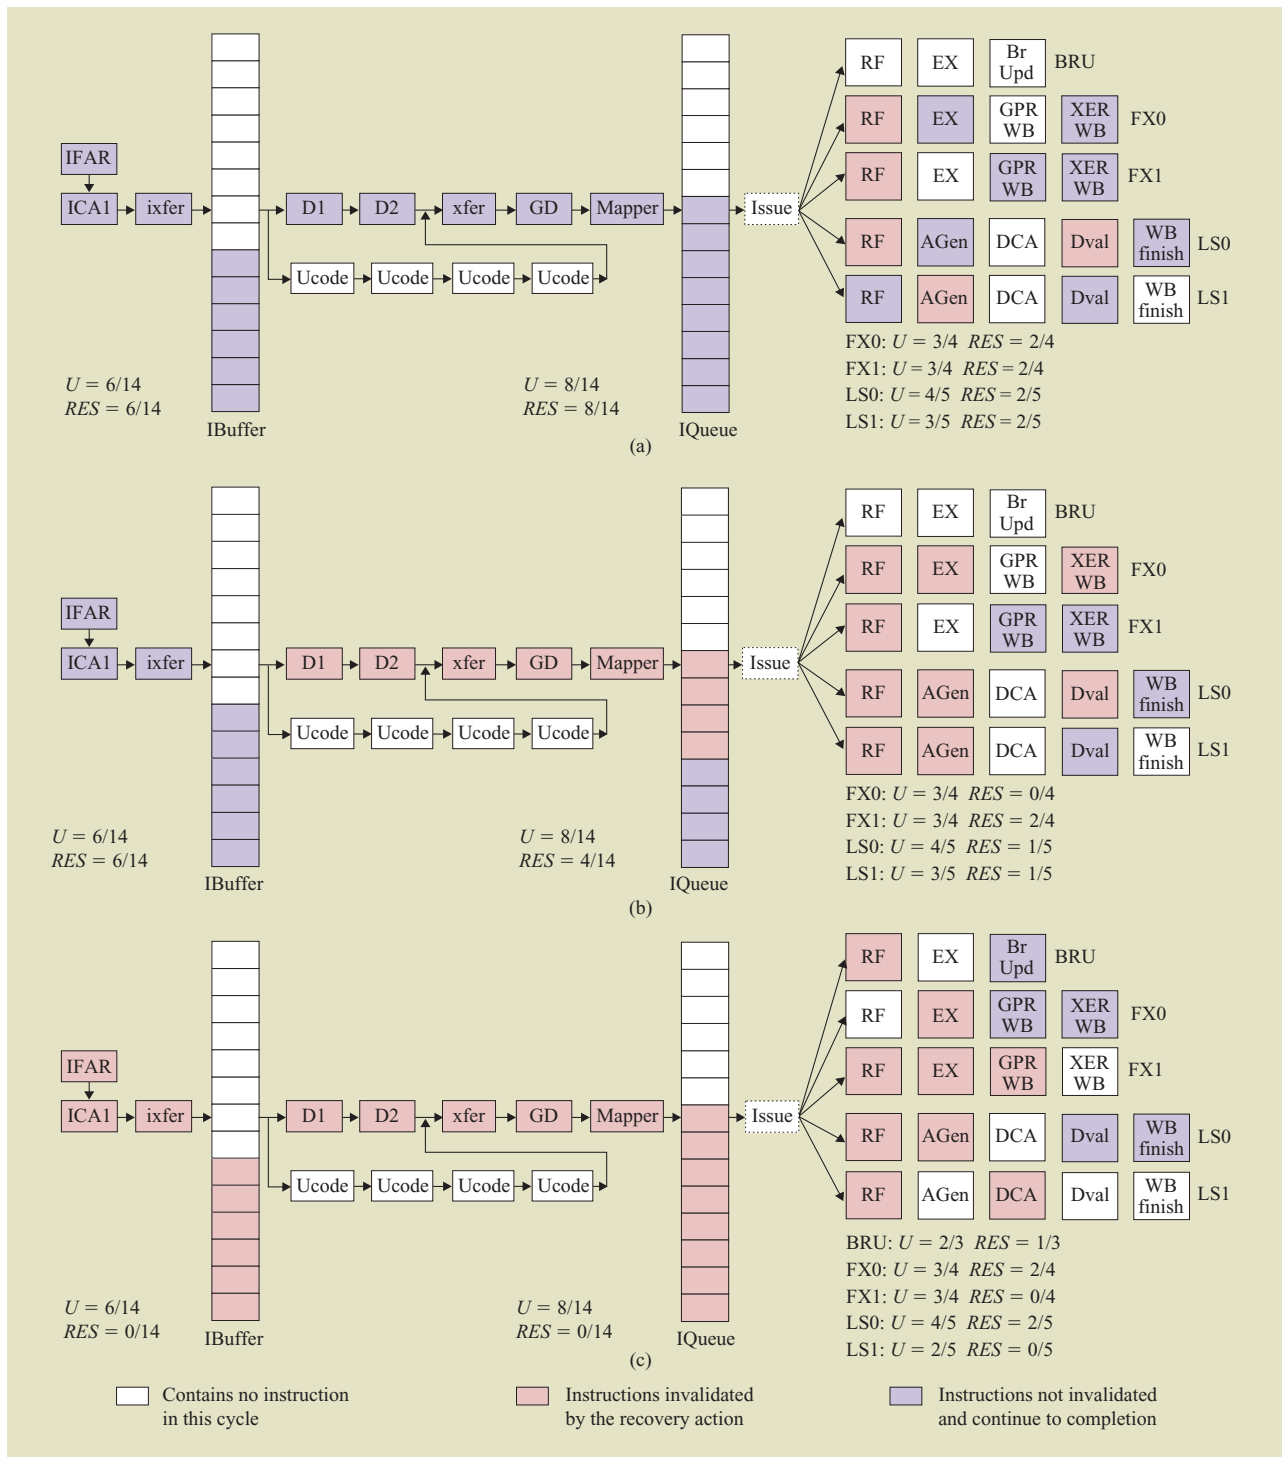 RF EX Br Upd BRU
RF EX GPR WB XER WB FX0
IFAR
RF EX GPR WB XER WB FX1
ICA1 ixfer D1 D2 xfer GD Mapper Issue
RF AGen DCA Dval WB finish LS0
Ucode Ucode Ucode Ucode
RF AGen DCA Dval WB finish LS1
FX0: U = 3/4 RES = 2/4
FX1: U = 3/4 RES = 2/4
LS0: U = 4/5 RES = 2/5
LS1: U = 3/5 RES = 2/5
U = 6/14
RES = 6/14
U = 8/14
RES = 8/14
IBuffer
IQueue
(a)
RF EX Br Upd BRU
RF EX GPR WB XER WB FX0
IFAR
RF EX GPR WB XER WB FX1
ICA1 ixfer D1 D2 xfer GD Mapper Issue
RF AGen DCA Dval WB finish LS0
Ucode Ucode Ucode Ucode
RF AGen DCA Dval WB finish LS1
FX0: U = 3/4 RES = 0/4
FX1: U = 3/4 RES = 2/4
LS0: U = 4/5 RES = 1/5
LS1: U = 3/5 RES = 1/5
U = 6/14
RES = 6/14
U = 8/14
RES = 4/14
IBuffer
IQueue
(b)
RF EX Br Upd BRU
RF EX GPR WB XER WB FX0
IFAR
RF EX GPR WB XER WB FX1
ICA1 ixfer D1 D2 xfer GD Mapper Issue
RF AGen DCA Dval WB finish LS0
Ucode Ucode Ucode Ucode
RF AGen DCA Dval WB finish LS1
BRU: U = 2/3 RES = 1/3
FX0: U = 3/4 RES = 2/4
FX1: U = 3/4 RES = 0/4
LS0: U = 4/5 RES = 2/5
LS1: U = 2/5 RES = 0/5
U = 6/14
RES = 0/14
U = 8/14
RES = 0/14
IBuffer
IQueue
(c)
Contains no instruction
in this cycle
Instructions invalidated
by the recovery action
Instructions not invalidated
and continue to completion